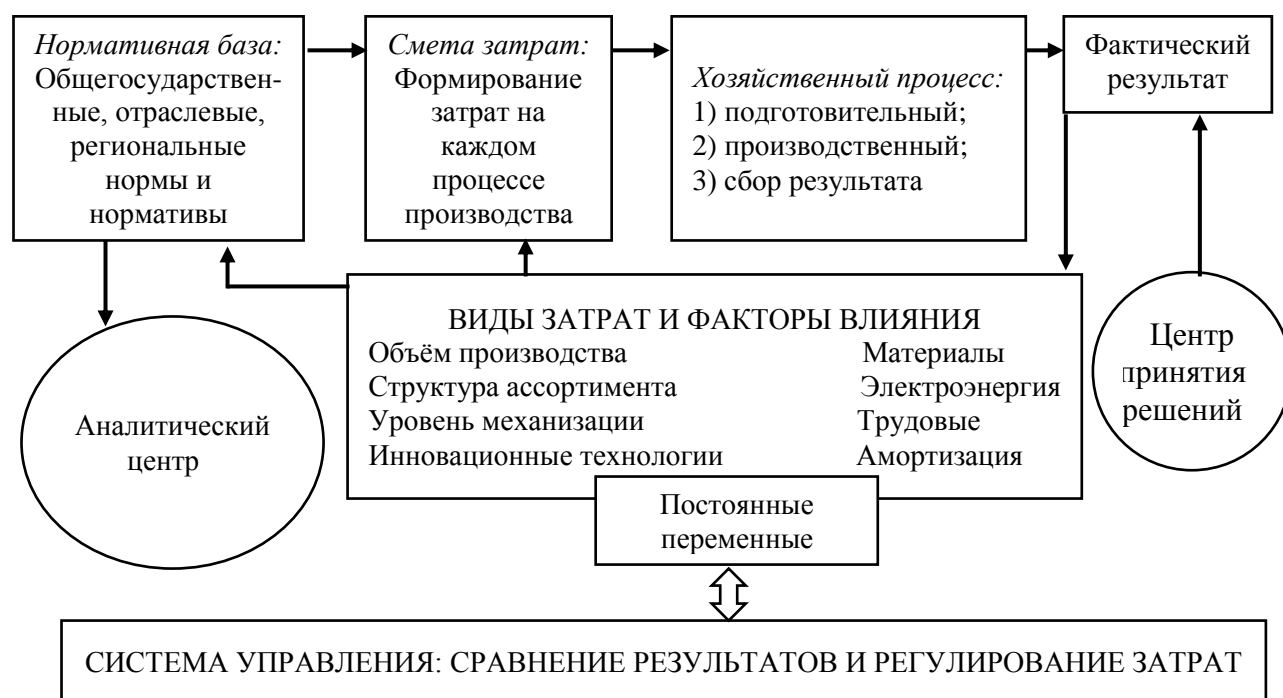 Нормативная база:
Общегосударствен-
ные, отраслевые,
региональные
нормы и
нормативы
Смета затрат:
Формирование
затрат на
каждом
процессе
производства
Хозяйственный процесс:
1) подготовительный;
2) производственный;
3) сбор результата
Фактический
результат
Аналитический
центр
ВИДЫ ЗАТРАТ И ФАКТОРЫ ВЛИЯНИЯ
Объём производства Материалы
Структура ассортимента Электроэнергия
Уровень механизации Трудовые
Инновационные технологии Амортизация
Центр
принятия
решений
Постоянные
переменные
СИСТЕМА УПРАВЛЕНИЯ: СРАВНЕНИЕ РЕЗУЛЬТАТОВ И РЕГУЛИРОВАНИЕ ЗАТРАТ